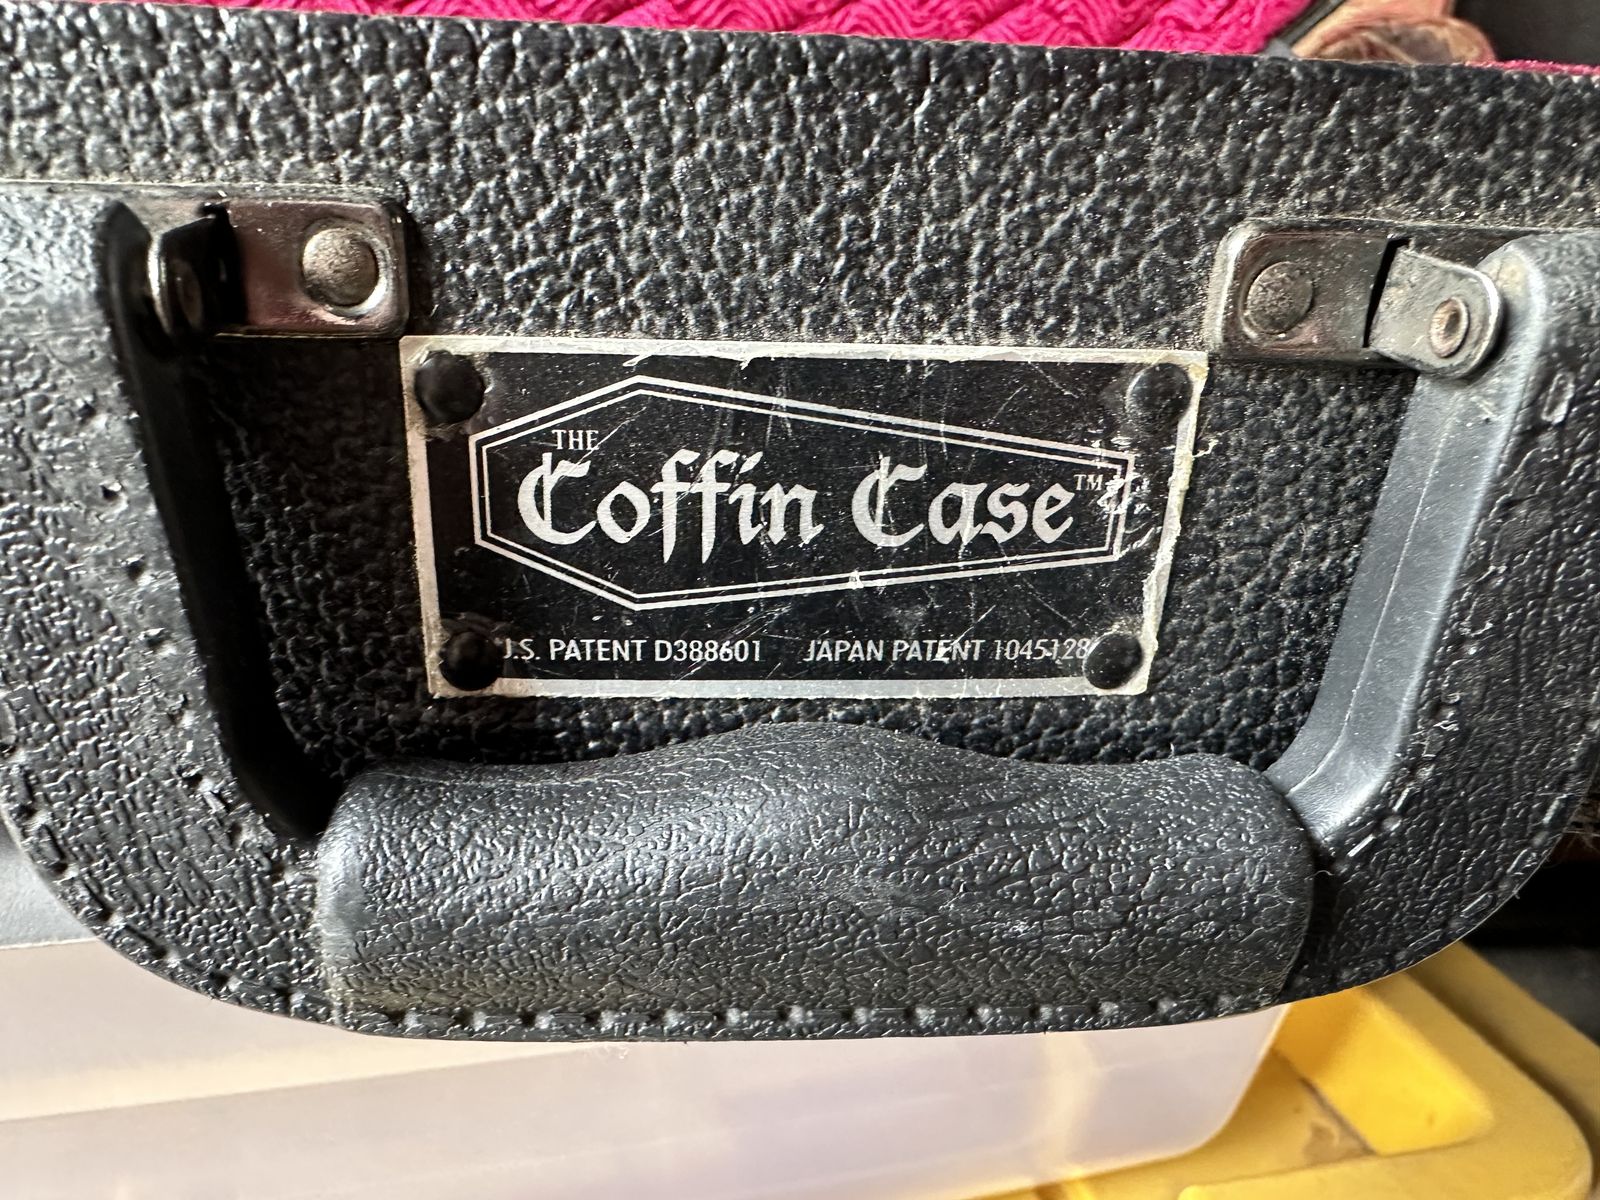 THE
Coffin Case™
U.S. PATENT D388601 JAPAN PATENT 1045128